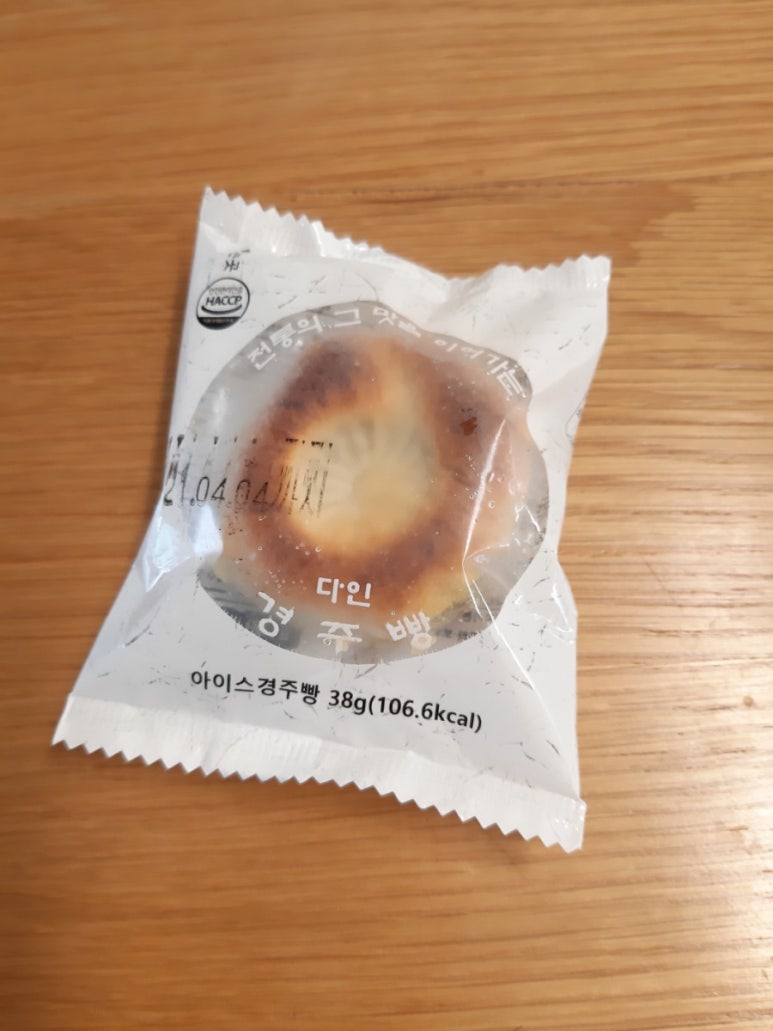 HACCP
전통의 그 맛을 이어가는
21.04.04까지
다인
경주빵
아이스경주빵 38g(106.6kcal)